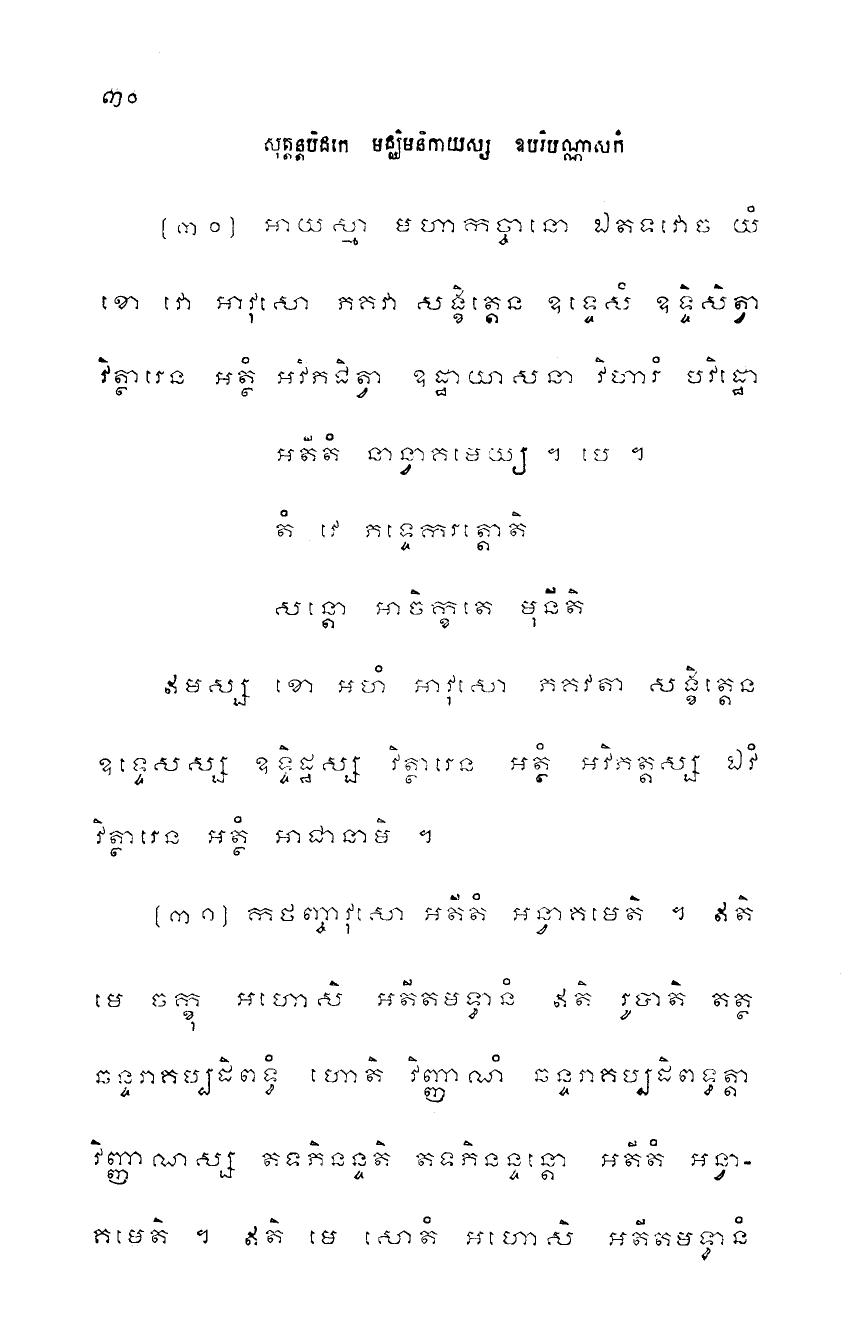 ៣០
សុត្តន្តបិដកេ មជ្ឈិមនិកាយស្ស ឧបរិបណ្ណាសកំ
[៣០] អាយស្មា មហាកច្ចានោ ឯតទវោច យំ
ខោ វោ អាវុសោ ភគវា សង្ខិត្តេន ឧទ្ទេសំ ឧទ្ទិសិត្វា
វិត្ថារេន អត្ថំ អវិភជិត្វា ឧដ្ឋាយាសនា វិហារំ បវិដ្ឋោ
អតីតំ នាន្វាគមេយ្យ ។ បេ ។
តំ វេ ភទ្ទេករត្តោតិ
សន្តោ អាចិក្ខតេ មុនីតិ
ឥមស្ស ខោ អហំ អាវុសោ ភគវតា សង្ខិត្តេន
ឧទ្ទេសស្ស ឧទ្ទិដ្ឋស្ស វិត្ថារេន អត្ថំ អវិភត្តស្ស ឯវំ
វិត្ថារេន អត្ថំ អាជានាមិ ។
[៣១] កថញ្ចាវុសោ អតីតំ អន្វាគមេតិ ។ ឥតិ
មេ ចក្ខុ អហោសិ អតីតមទ្ធានំ ឥតិ រូបាតិ តត្ថ
ឆន្ទរាគប្បដិពទ្ធំ ហោតិ វិញ្ញាណំ ឆន្ទរាគប្បដិពទ្ធត្តា
វិញ្ញាណស្ស តទភិនន្ទតិ តទភិនន្ទន្តោ អតីតំ អន្វា-
គមេតិ ។ ឥតិ មេ សោតំ អហោសិ អតីតមទ្ធានំ